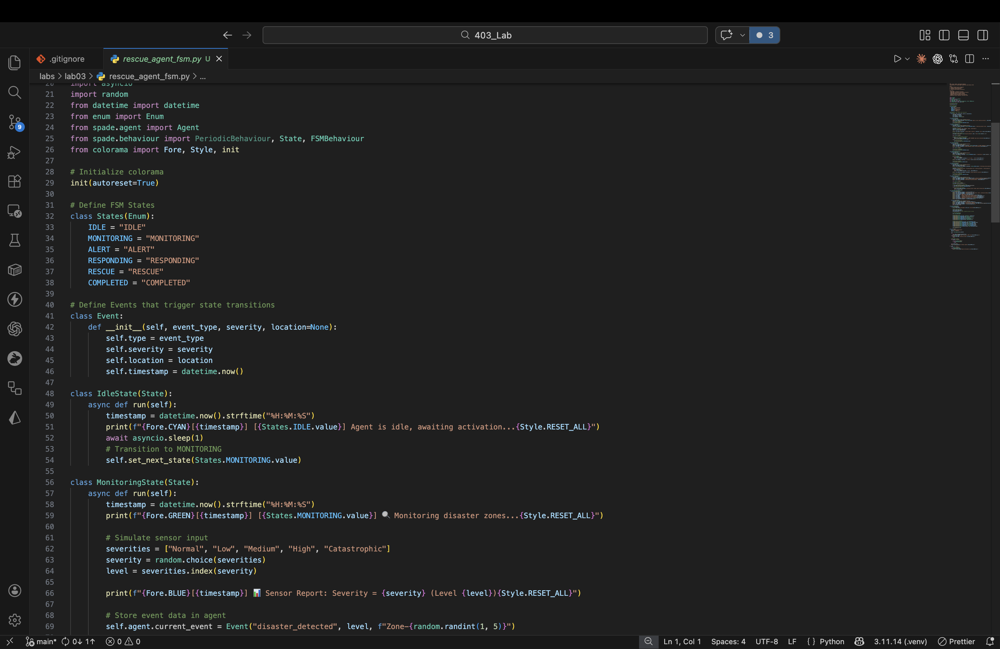 403_Lab
3
.gitignore
rescue_agent_fsm.py U
labs > lab03 > rescue_agent_fsm.py > ...
20 import asyncio
21 import random
22 from datetime import datetime
23 from enum import Enum
24 from spade.agent import Agent
25 from spade.behaviour import PeriodicBehaviour, State, FSMBehaviour
26 from colorama import Fore, Style, init
27
28 # Initialize colorama
29 init(autoreset=True)
30
31 # Define FSM States
32 class States(Enum):
33 IDLE = "IDLE"
34 MONITORING = "MONITORING"
35 ALERT = "ALERT"
36 RESPONDING = "RESPONDING"
37 RESCUE = "RESCUE"
38 COMPLETED = "COMPLETED"
39
40 # Define Events that trigger state transitions
41 class Event:
42 def __init__(self, event_type, severity, location=None):
43 self.type = event_type
44 self.severity = severity
45 self.location = location
46 self.timestamp = datetime.now()
47
48 class IdleState(State):
49 async def run(self):
50 timestamp = datetime.now().strftime("%H:%M:%S")
51 print(f"{Fore.CYAN}[{timestamp}] [{States.IDLE.value}] Agent is idle, awaiting activation...{Style.RESET_ALL}")
52 await asyncio.sleep(1)
53 # Transition to MONITORING
54 self.set_next_state(States.MONITORING.value)
55
56 class MonitoringState(State):
57 async def run(self):
58 timestamp = datetime.now().strftime("%H:%M:%S")
59 print(f"{Fore.GREEN}[{timestamp}] [{States.MONITORING.value}] 🔍 Monitoring disaster zones...{Style.RESET_ALL}")
60
61 # Simulate sensor input
62 severities = ["Normal", "Low", "Medium", "High", "Catastrophic"]
63 severity = random.choice(severities)
64 level = severities.index(severity)
65
66 print(f"{Fore.BLUE}[{timestamp}] 📊 Sensor Report: Severity = {severity} (Level {level}){Style.RESET_ALL}")
67
68 # Store event data in agent
69 self.agent.current_event = Event("disaster_detected", level, f"Zone-{random.randint(1, 5)}")
9
main* 0↓ 1↑ 0 0 Ln 1, Col 1 Spaces: 4 UTF-8 LF {} Python 3.11.14 (.venv) Prettier